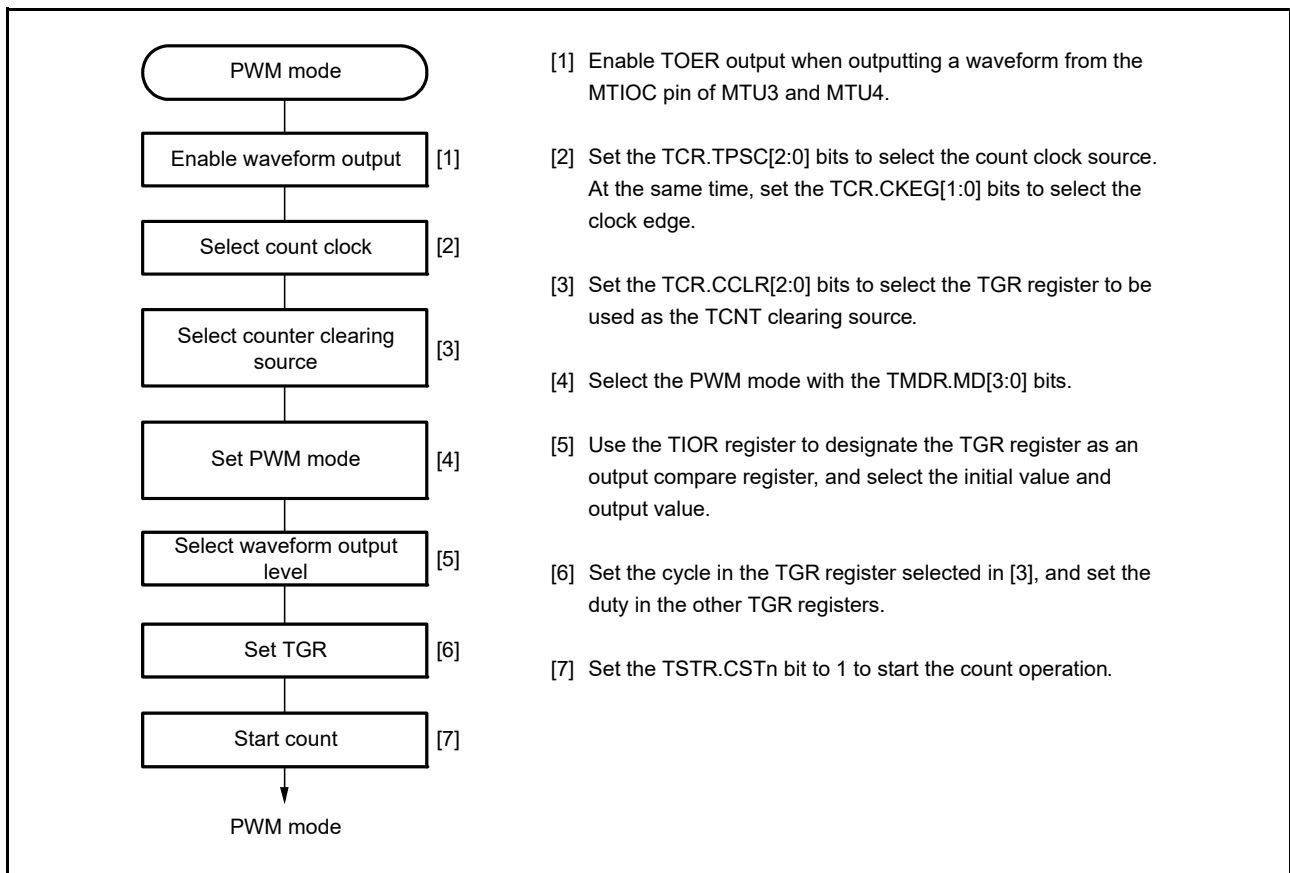 PWM mode
Enable waveform output
[1]
Select count clock
[2]
Select counter clearing
source
[3]
Set PWM mode
[4]
Select waveform output
level
[5]
Set TGR
[6]
Start count
[7]
PWM mode
[1] Enable TOER output when outputting a waveform from the
MTIOC pin of MTU3 and MTU4.
[2] Set the TCR.TPSC[2:0] bits to select the count clock source.
At the same time, set the TCR.CKEG[1:0] bits to select the
clock edge.
[3] Set the TCR.CCLR[2:0] bits to select the TGR register to be
used as the TCNT clearing source.
[4] Select the PWM mode with the TMDR.MD[3:0] bits.
[5] Use the TIOR register to designate the TGR register as an
output compare register, and select the initial value and
output value.
[6] Set the cycle in the TGR register selected in [3], and set the
duty in the other TGR registers.
[7] Set the TSTR.CSTn bit to 1 to start the count operation.